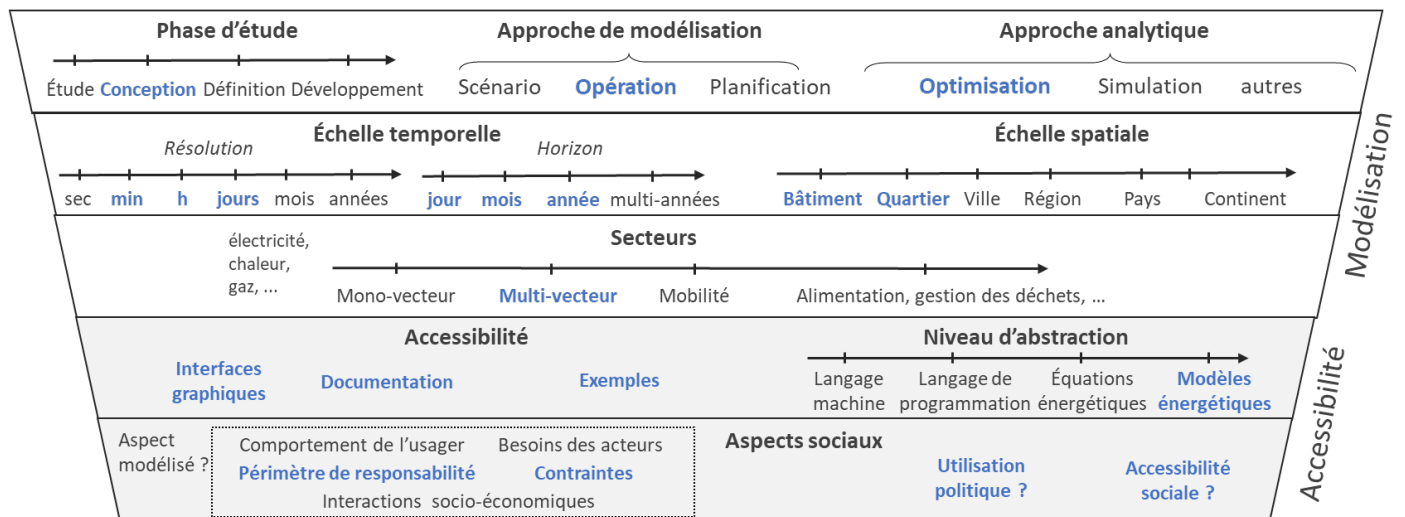 Phase d’étude
Étude Conception Définition Développement
Approche de modélisation
Scénario Opération Planification
Approche analytique
Optimisation Simulation autres
Échelle temporelle
Résolution
sec min h jours mois années
Horizon
jour mois année multi-années
Échelle spatiale
Bâtiment Quartier Ville Région Pays Continent
Modélisation
Secteurs
électricité,
chaleur,
gaz, ...
Mono-vecteur Multi-vecteur Mobilité Alimentation, gestion des déchets, …
Accessibilité
Interfaces
graphiques
Documentation
Exemples
Niveau d’abstraction
Langage
machine
Langage de
programmation
Équations
énergétiques
Modèles
énergétiques
Accessibilité
Aspects sociaux
Aspect
modélisé ?
Comportement de l’usager Besoins des acteurs
Périmètre de responsabilité Contraintes
Interactions socio-économiques
Utilisation
politique ?
Accessibilité
sociale ?